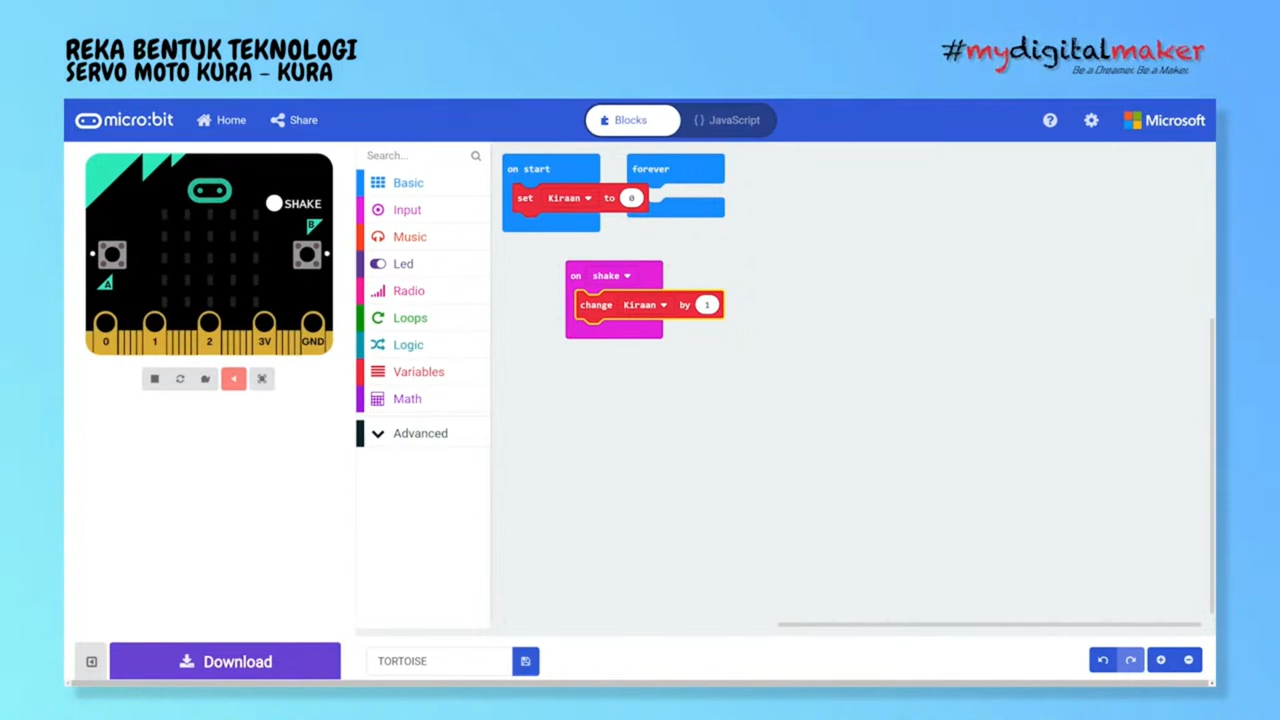 REKA BENTUK TEKNOLOGI
SERVO MOTO KURA - KURA
#mydigitalmaker
Be a Dreamer. Be a Maker.
micro:bit
Home
Share
Blocks
{ } JavaScript
?
Microsoft
SHAKE
B
A
0 1 2 3V GND
Search...
Basic
Input
Music
Led
Radio
Loops
Logic
Variables
Math
Advanced
on start
set Kiraan to 0
forever
on shake
change Kiraan by 1
Download
TORTOISE